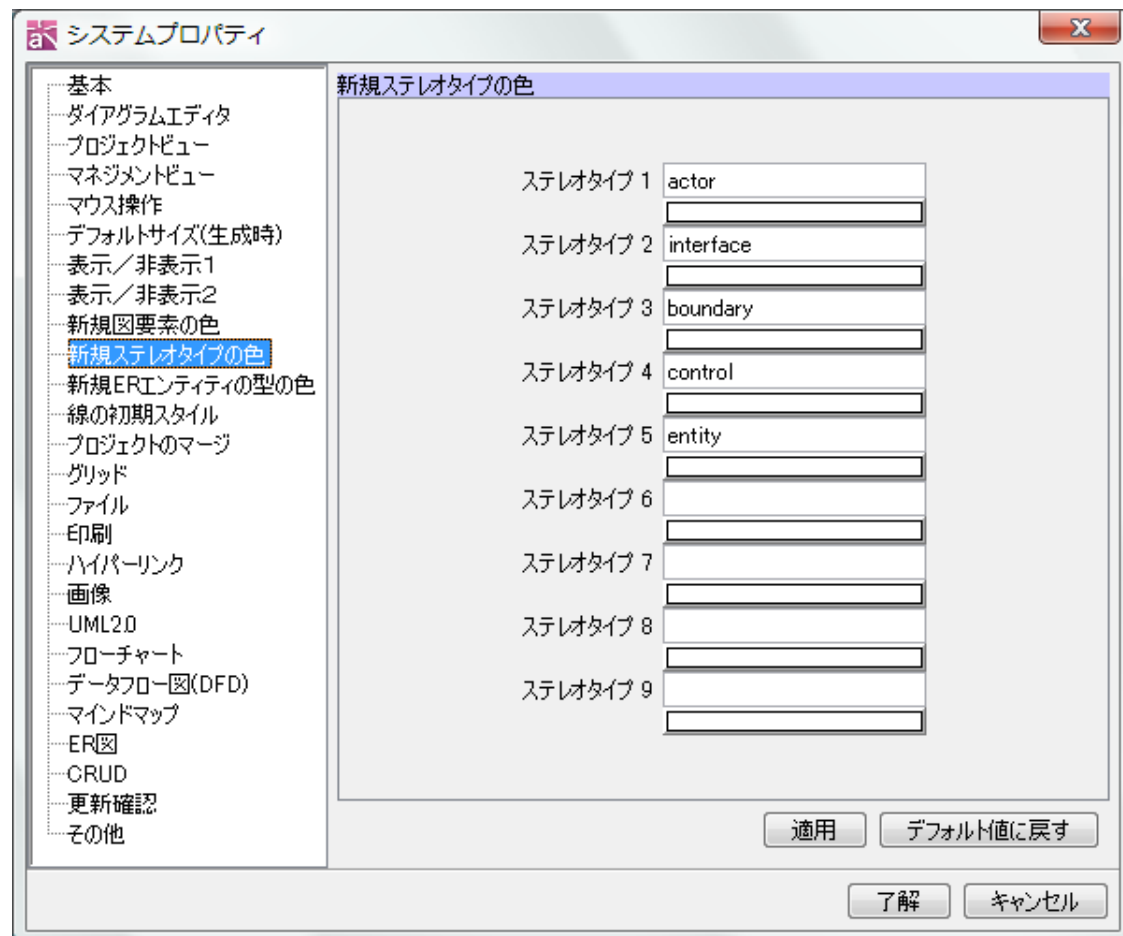 システムプロパティ
基本
ダイアグラムエディタ
プロジェクトビュー
マネジメントビュー
マウス操作
デフォルトサイズ(生成時)
表示／非表示1
表示／非表示2
新規図要素の色
新規ステレオタイプの色
新規ERエンティティの型の色
線の初期スタイル
プロジェクトのマージ
グリッド
ファイル
印刷
ハイパーリンク
画像
UML2.0
フローチャート
データフロー図(DFD)
マインドマップ
ER図
CRUD
更新確認
その他
新規ステレオタイプの色
ステレオタイプ 1 actor
ステレオタイプ 2 interface
ステレオタイプ 3 boundary
ステレオタイプ 4 control
ステレオタイプ 5 entity
ステレオタイプ 6
ステレオタイプ 7
ステレオタイプ 8
ステレオタイプ 9
適用 デフォルト値に戻す
了解 キャンセル